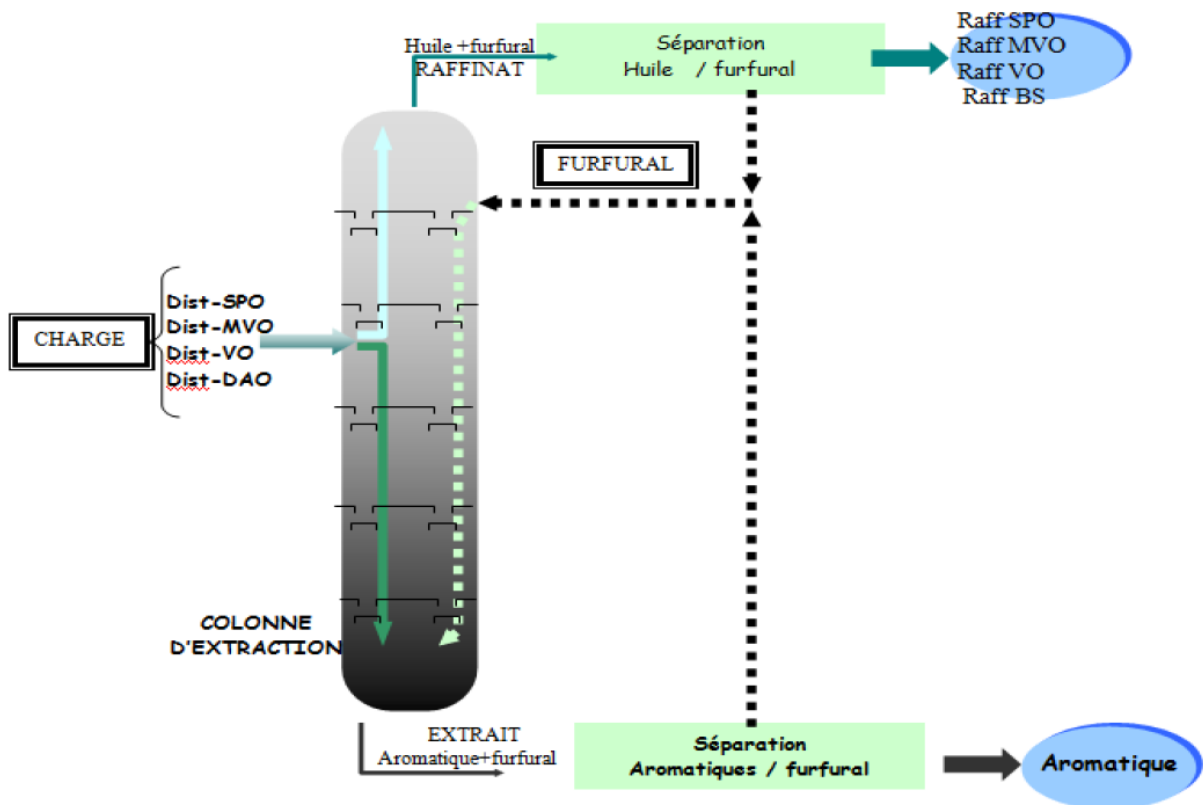 Huile +furfural
RAFFINAT
Séparation
Huile / furfural
Raff SPO
Raff MVO
Raff VO
Raff BS
FURFURAL
CHARGE
Dist-SPO
Dist-MVO
Dist-VO
Dist-DAO
COLONNE
D'EXTRACTION
EXTRAIT
Aromatique+furfural
Séparation
Aromatiques / furfural
Aromatique